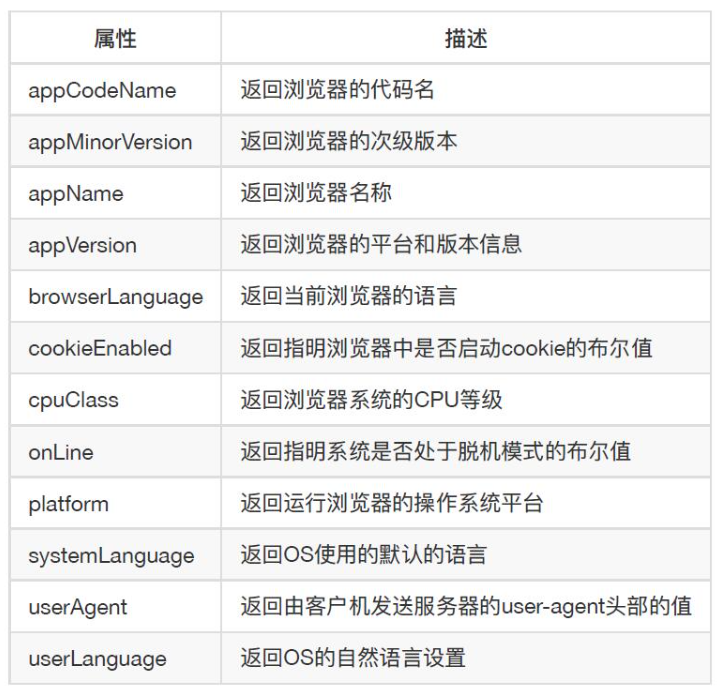 属性 描述
appCodeName 返回浏览器的代码名
appMinorVersion 返回浏览器的次级版本
appName 返回浏览器名称
appVersion 返回浏览器的平台和版本信息
browserLanguage 返回当前浏览器的语言
cookieEnabled 返回指明浏览器中是否启动cookie的布尔值
cpuClass 返回浏览器系统的CPU等级
onLine 返回指明系统是否处于脱机模式的布尔值
platform 返回运行浏览器的操作系统平台
systemLanguage 返回OS使用的默认的语言
userAgent 返回由客户机发送服务器的user-agent头部的值
userLanguage 返回OS的自然语言设置